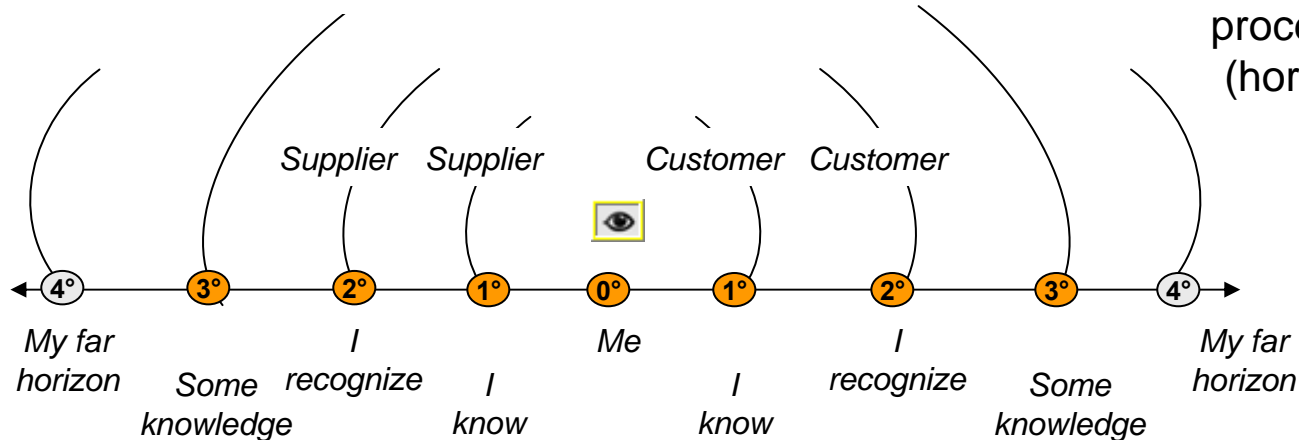 (hor
Supplier Supplier Customer Customer
4° 3° 2° 1° 0° 1° 2° 3° 4°
My far I Me I My far
horizon Some recognize I I recognize Some horizon
knowledge know know knowledge